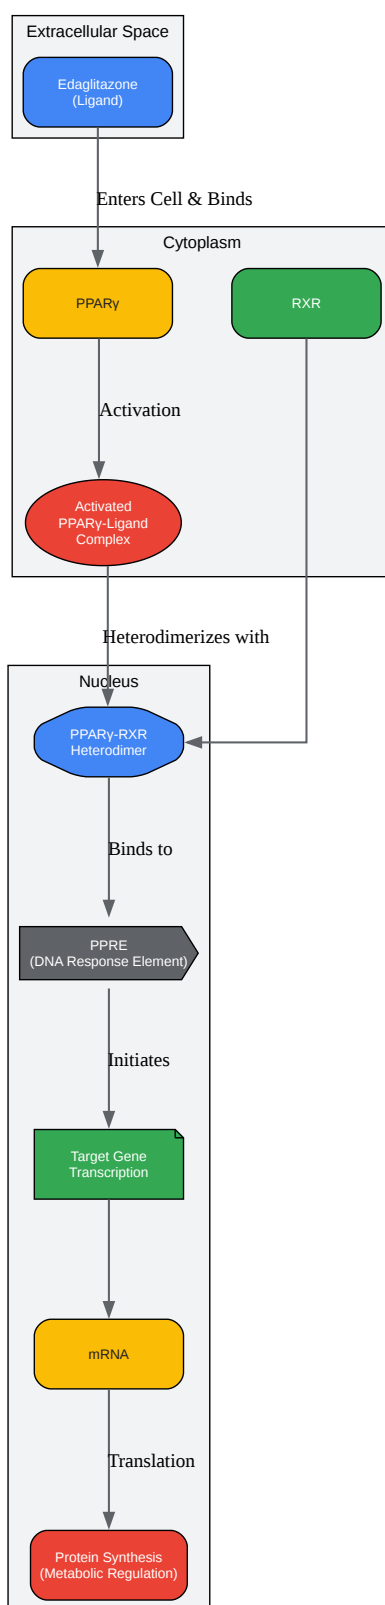 Extracellular Space
Edaglitazone
(Ligand)
Enters Cell & Binds
Cytoplasm
PPARγ
RXR
Activation
Activated
PPARγ-Ligand
Complex
Heterodimerizes with
Nucleus
PPARγ-RXR
Heterodimer
Binds to
PPRE
(DNA Response Element)
Initiates
Target Gene
Transcription
mRNA
Translation
Protein Synthesis
(Metabolic Regulation)